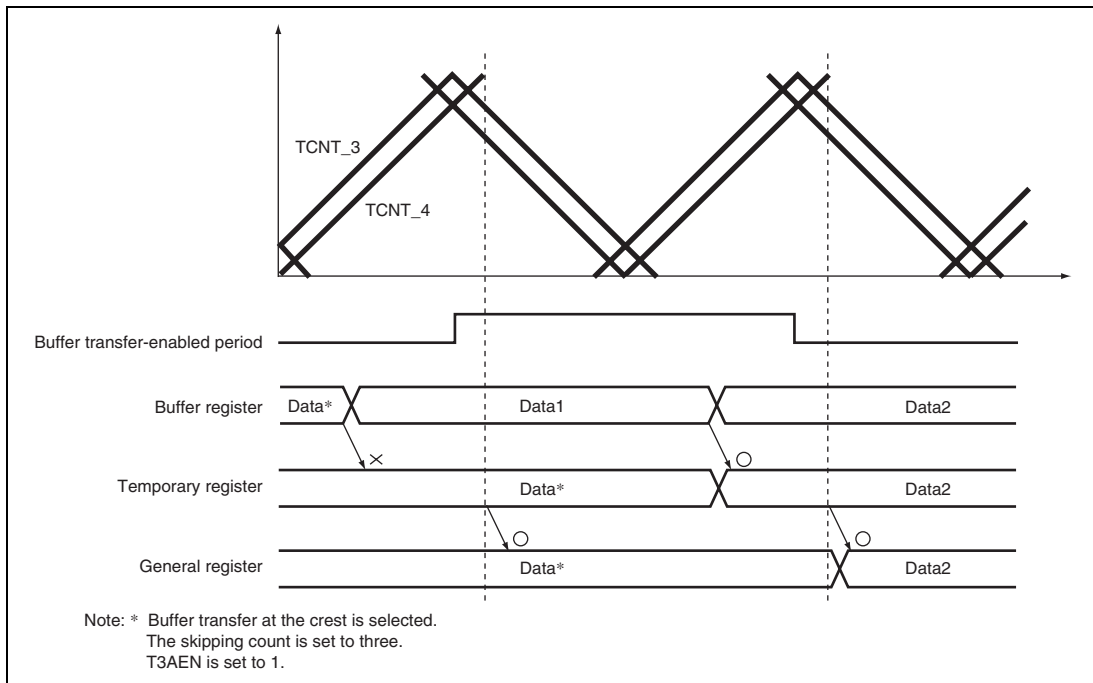 TCNT_3
TCNT_4
Buffer transfer-enabled period
Buffer register
Data*
Data1
Data2
Temporary register
Data*
Data2
General register
Data*
Data2
Note: * Buffer transfer at the crest is selected.
The skipping count is set to three.
T3AEN is set to 1.